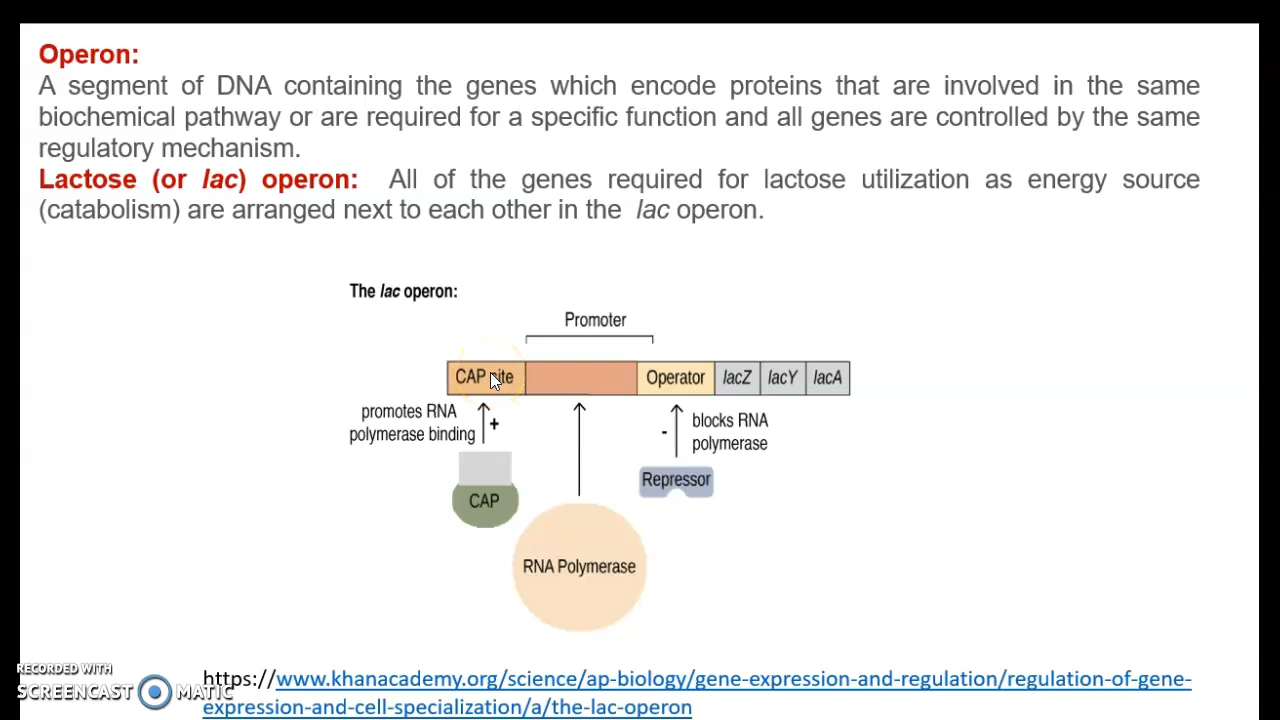 Operon:
A segment of DNA containing the genes which encode proteins that are involved in the same
biochemical pathway or are required for a specific function and all genes are controlled by the same
regulatory mechanism.
Lactose (or lac) operon: All of the genes required for lactose utilization as energy source
(catabolism) are arranged next to each other in the lac operon.
The lac operon:
Promoter
CAP site Operator lacZ lacY lacA
promotes RNA
polymerase binding
+
-
blocks RNA
polymerase
Repressor
CAP
RNA Polymerase
https://www.khanacademy.org/science/ap-biology/gene-expression-and-regulation/regulation-of-gene-
expression-and-cell-specialization/a/the-lac-operon
RECORDED WITH
SCREENCAST MATIC